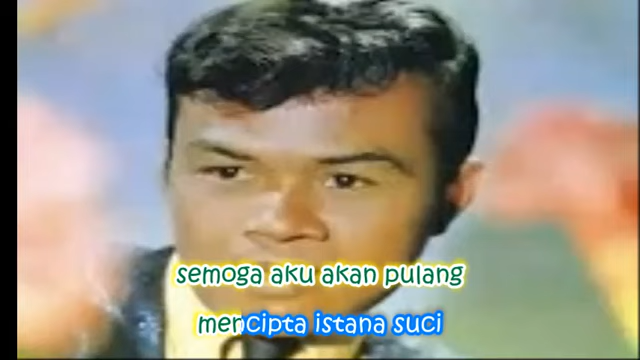 semoga aku akan pulang
mencipta istana suci